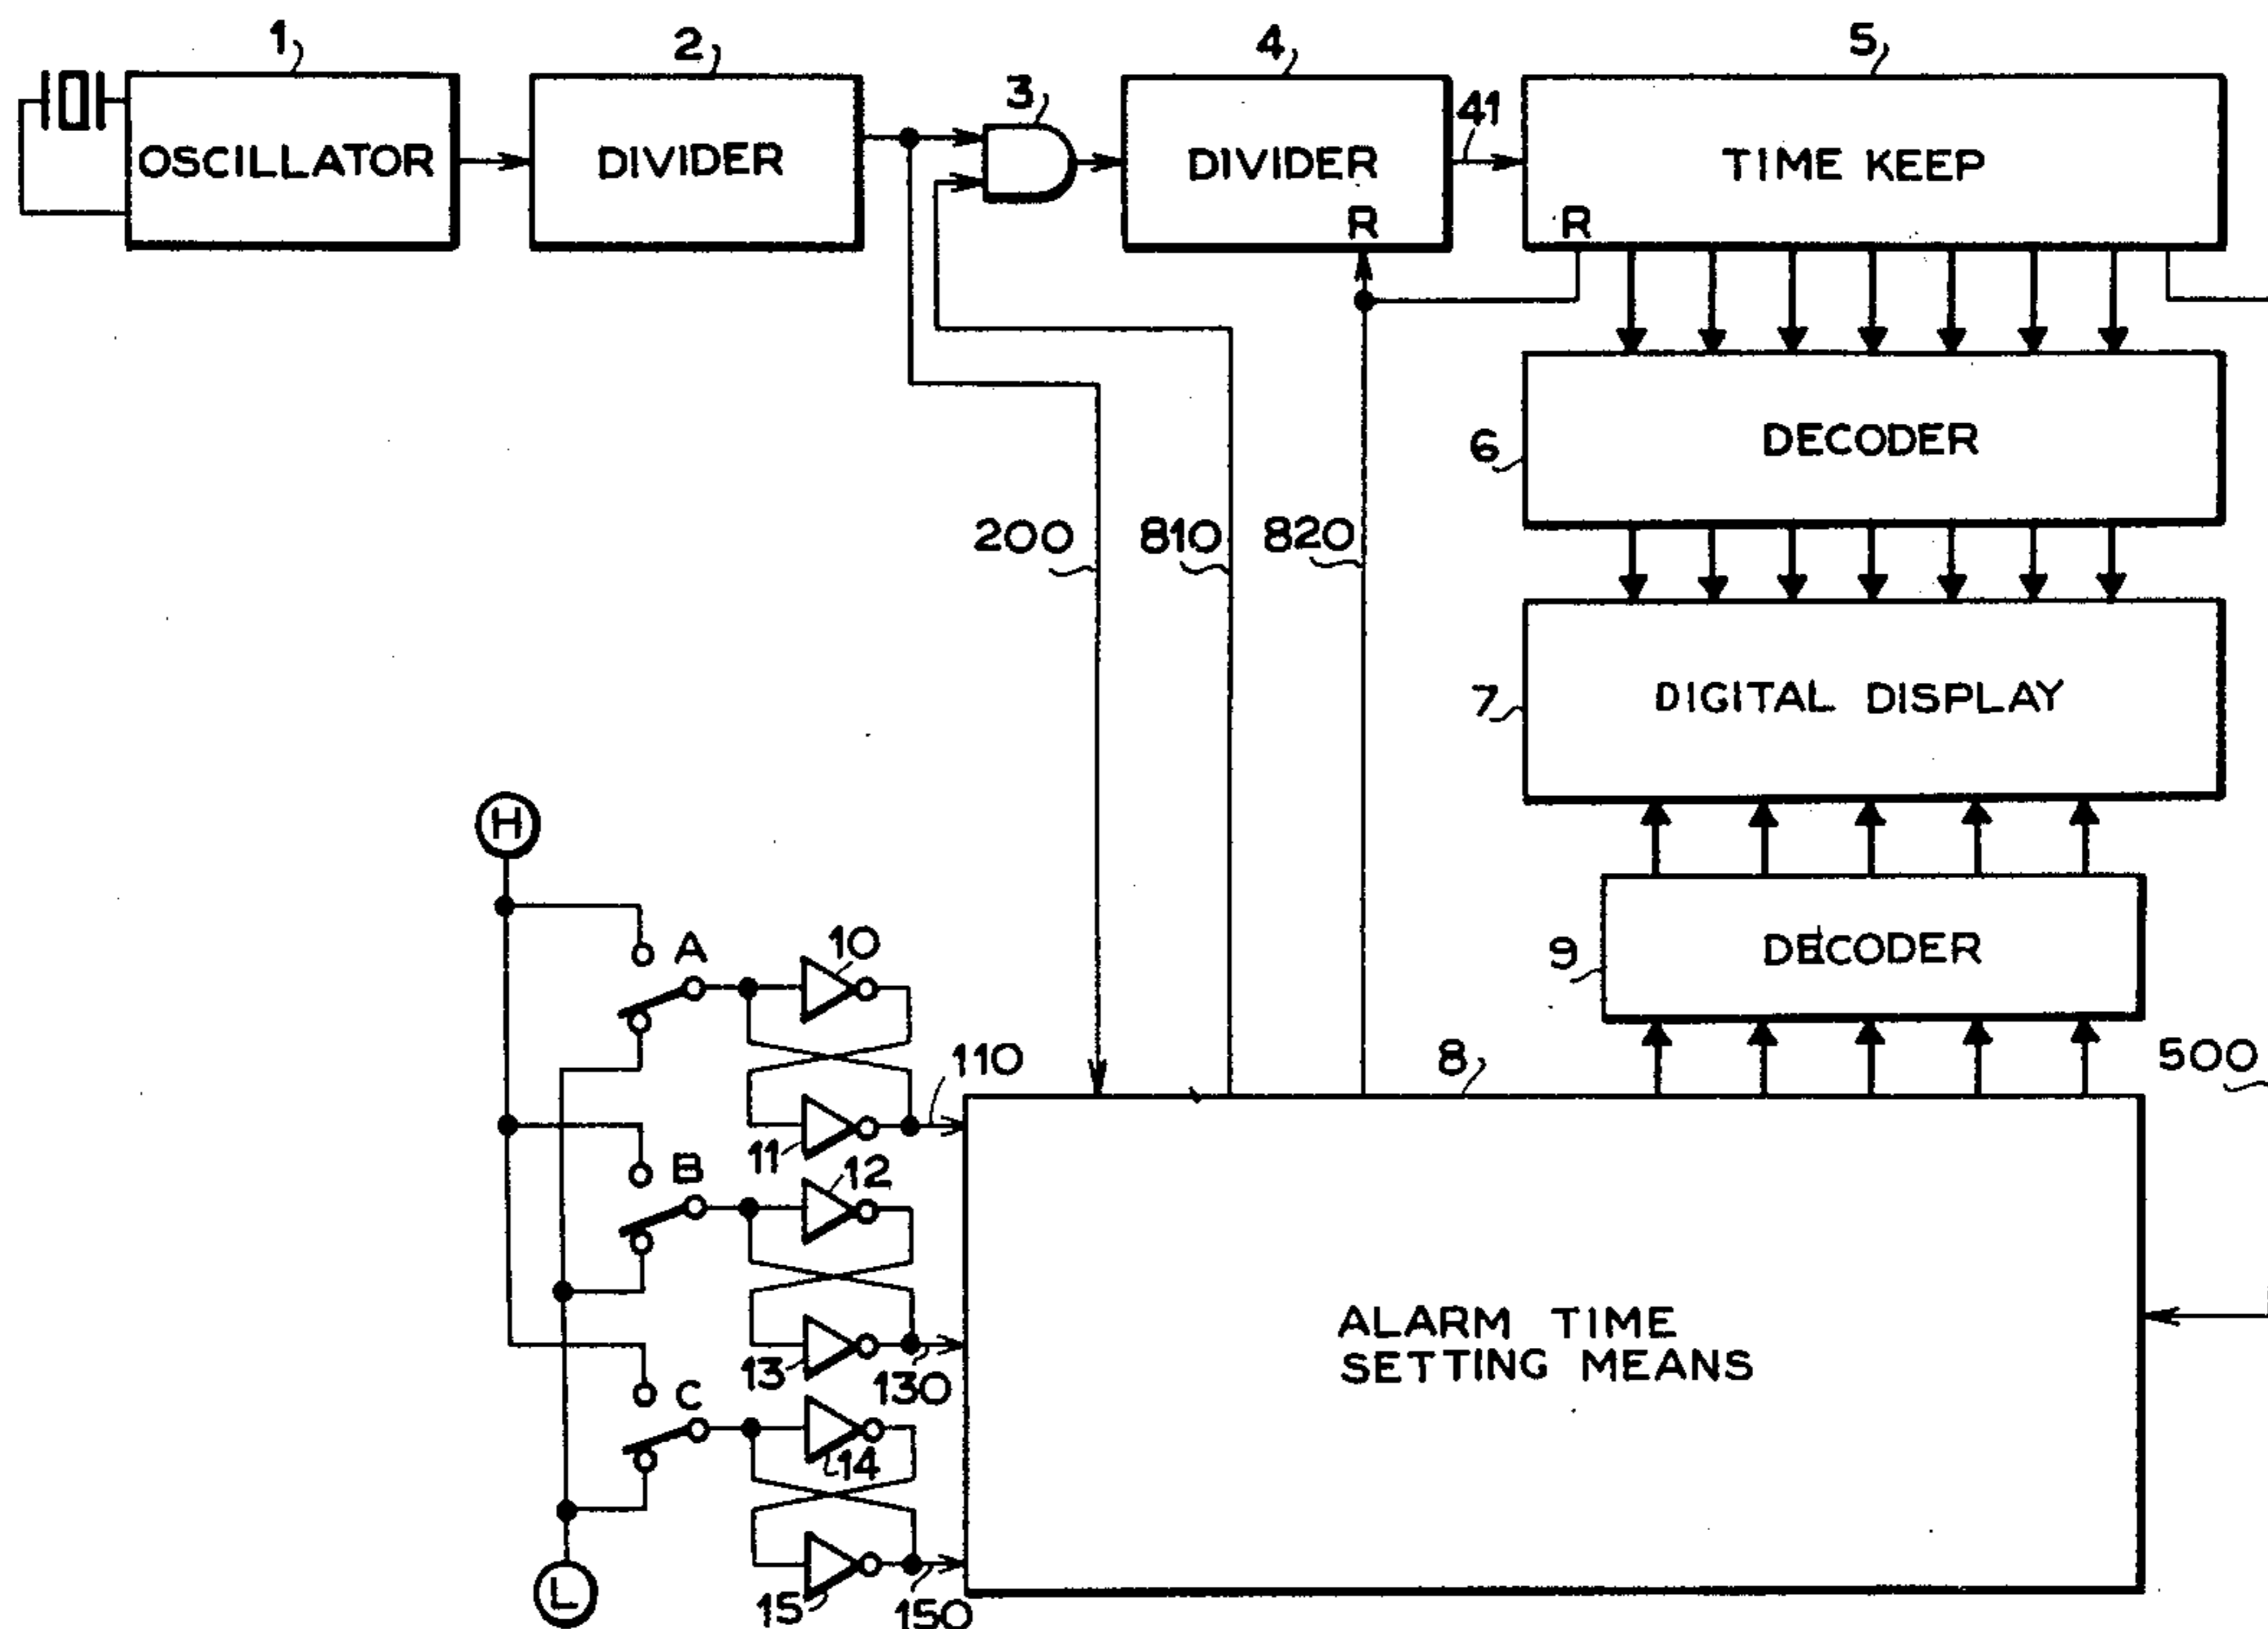 1
2
3
4
41
5
OSCILLATOR
DIVIDER
DIVIDER
R
TIME KEEP
R
6
DECODER
200
810
820
7
DIGITAL DISPLAY
H
A
10
9
DECODER
110
8
500
11
B
12
13
130
ALARM TIME
SETTING MEANS
C
14
L
15
150